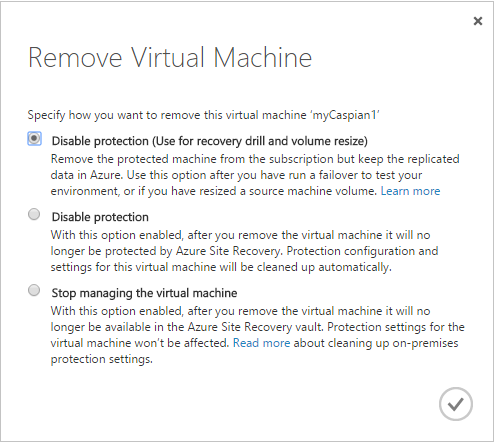 Remove Virtual Machine
Specify how you want to remove this virtual machine 'myCaspian1'
Disable protection (Use for recovery drill and volume resize)
Remove the protected machine from the subscription but keep the replicated
data in Azure. Use this option after you have run a failover to test your
environment, or if you have resized a source machine volume. Learn more
Disable protection
With this option enabled, after you remove the virtual machine it will no
longer be protected by Azure Site Recovery. Protection configuration and
settings for this virtual machine will be cleaned up automatically.
Stop managing the virtual machine
With this option enabled, after you remove the virtual machine it will no
longer be available in the Azure Site Recovery vault. Protection settings for the
virtual machine won't be affected. Read more about cleaning up on-premises
protection settings.